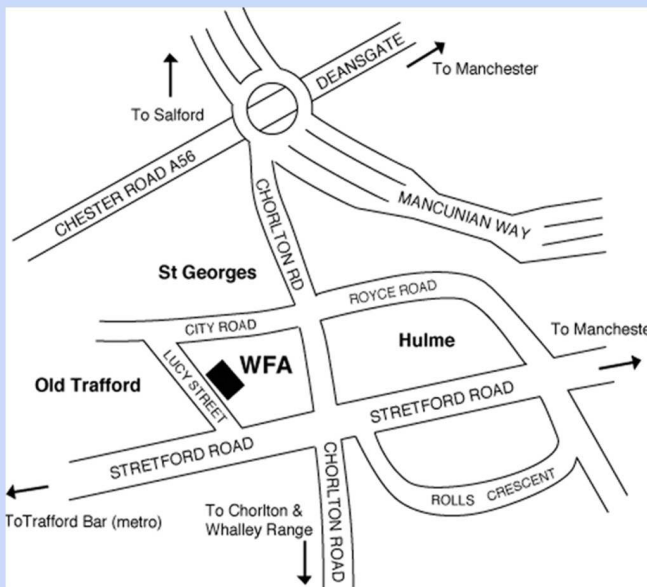 DEANSGATE
To Manchester
To Salford
CHESTER ROAD A56
MANCUNIAN WAY
CHORLTON RD
St Georges
ROYCE ROAD
CITY ROAD
To Mancheste
Hulme
WFA
LUCY STREET
Old Trafford
STRETFORD ROAD
STRETFORD ROAD
CHORLTON ROAD
ROLLS CRESCENT
To Chorlton &
Whalley Range
ToTrafford Bar (metro)